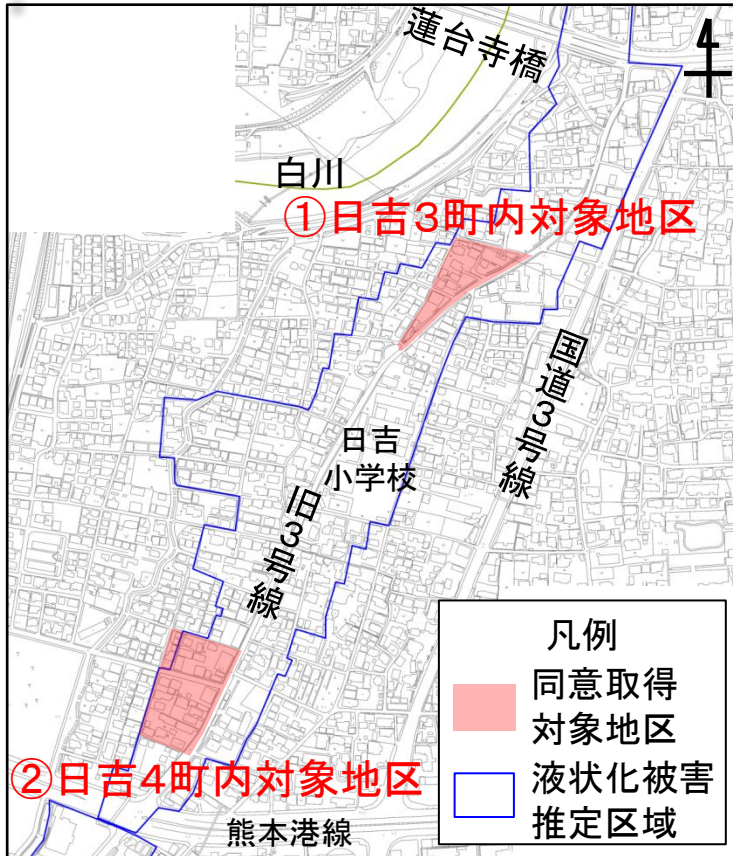 蓮台寺橋
4
白川
①日吉3町内対象地区
国道3号線
日吉
小学校
旧3号線
凡例
同意取得
対象地区
②日吉4町内対象地区
液状化被害
推定区域
熊本港線